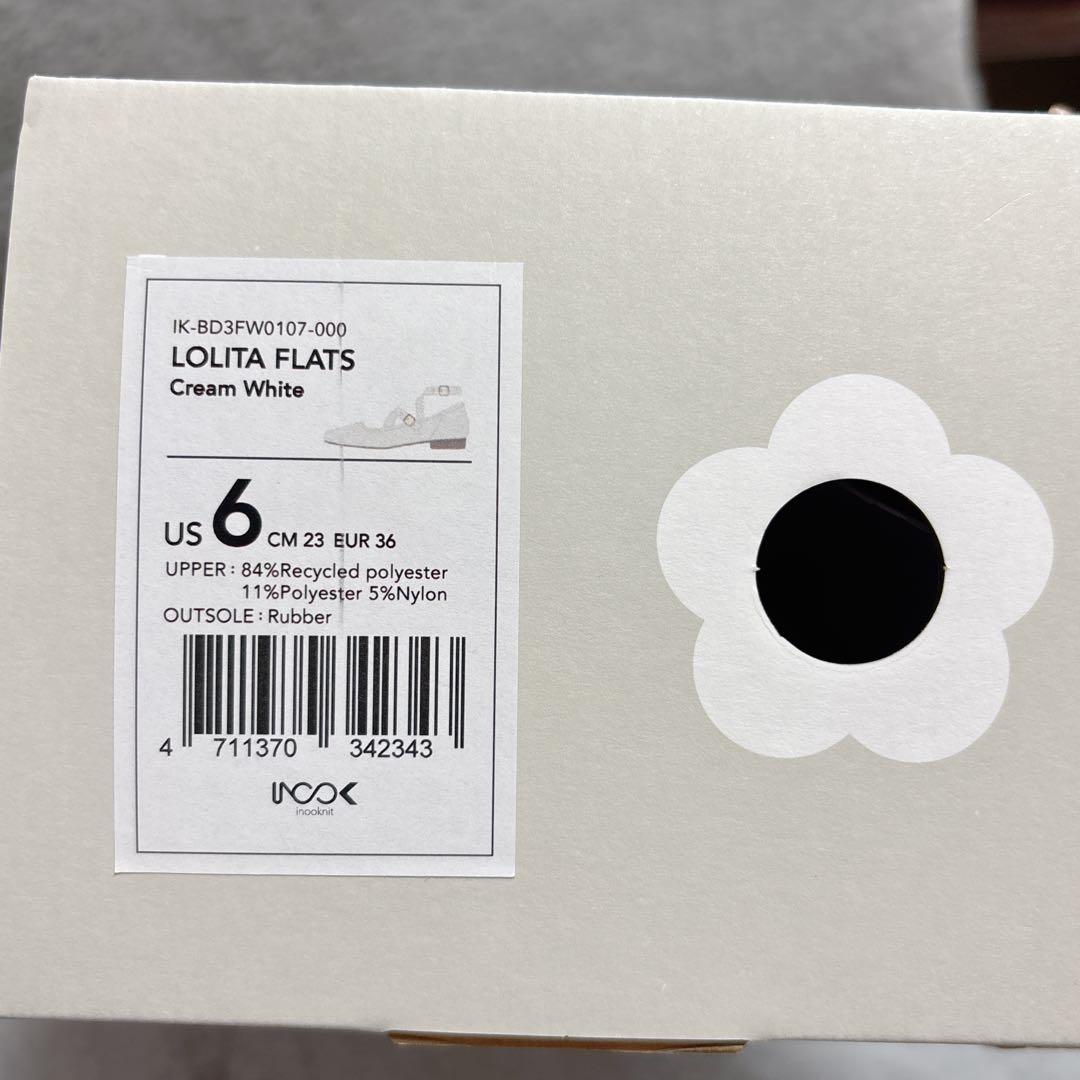 IK-BD3FW0107-000
LOLITA FLATS
Cream White
US 6 CM 23 EUR 36
UPPER : 84%Recycled polyester
11%Polyester 5%Nylon
OUTSOLE : Rubber
4 711370 342343
INOOK
inooknit